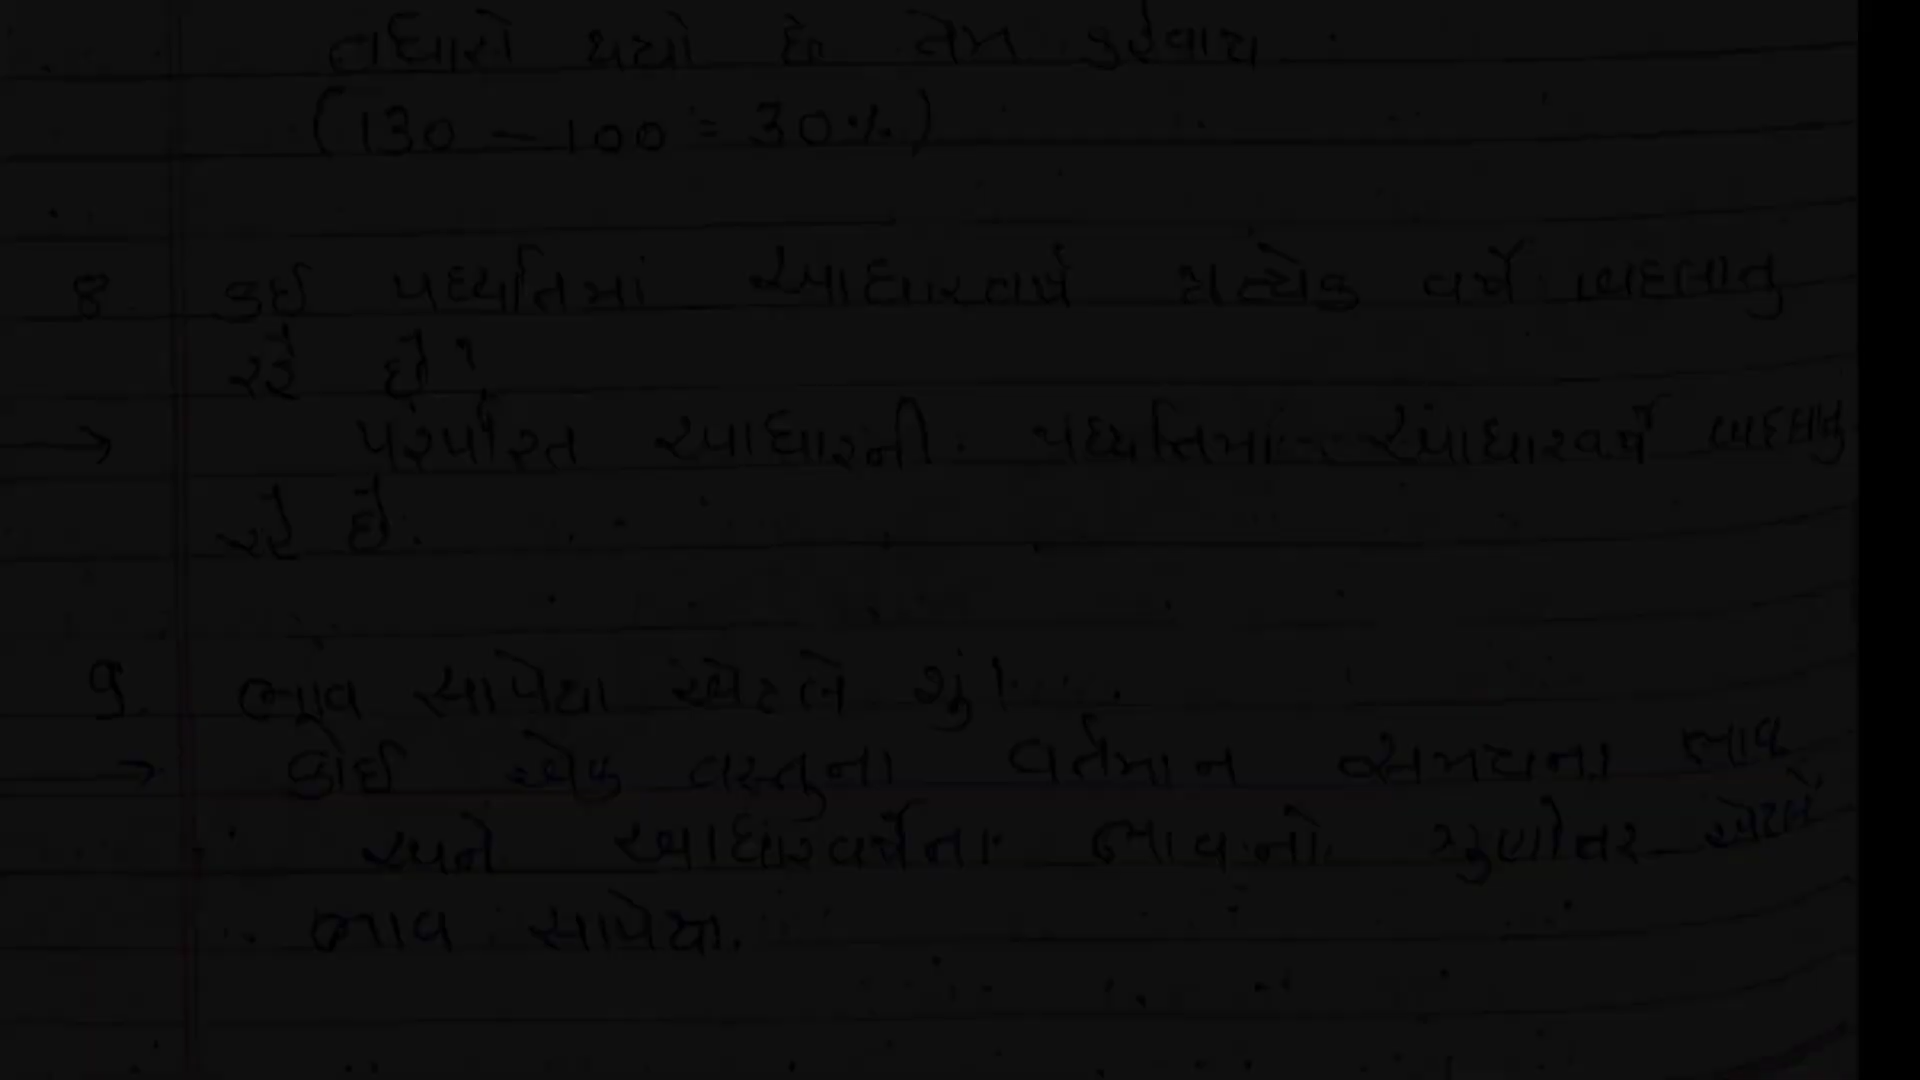 વધારો થયો છે તેમ કહેવાય.
(130 - 100 = 30%)
8 કઈ પધ્ધતિમાં આધારવર્ષ પ્રત્યેક વર્ષે બદલાતુ
રહે છે?
→ પરંપરિત આધારની પધ્ધતિમાં આધારવર્ષ બદલાતુ
રહે છે.
9. ભાવ સાપેક્ષ એટલે શું?
→ કોઈ એક વસ્તુના વર્તમાન સમયના ભાવ
અને આધારવર્ષના ભાવનો ગુણોતર એટલે
ભાવ સાપેક્ષ.